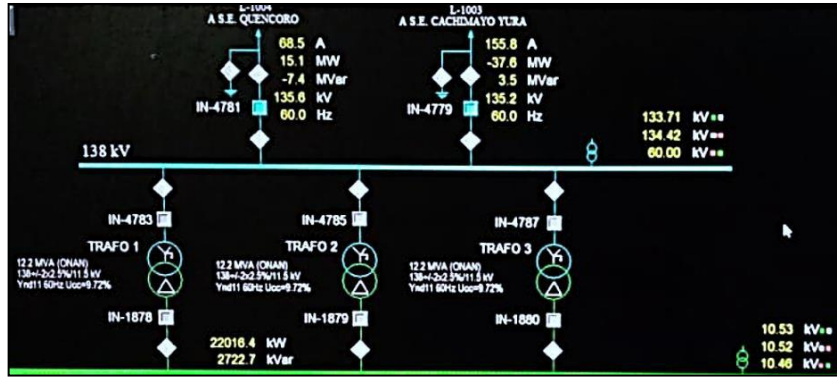 L-1004
A S.E. QUENCORO
68.5 A
15.1 MW
-7.4 MVar
135.6 kV
60.0 Hz
IN-4781
L-1003
A S.E. CACHIMAYO YURA
155.8 A
-37.6 MW
3.5 MVar
135.2 kV
60.0 Hz
IN-4779
133.71 kV
134.42 kV
60.00 kV
138 kV
IN-4783
TRAFO 1
12.2 MVA (ONAN)
138+/-2x2.5%/11.5 kV
Ynd11 60Hz Ucc=9.72%
IN-1878
IN-4785
TRAFO 2
12.2 MVA (ONAN)
138+/-2x2.5%/11.5 kV
Ynd11 60Hz Ucc=9.72%
IN-1879
IN-4787
TRAFO 3
12.2 MVA (ONAN)
138+/-2x2.5%/11.5 kV
Ynd11 60Hz Ucc=9.72%
IN-1880
22016.4 kW
2722.7 kVar
10.53 kV
10.52 kV
10.46 kV